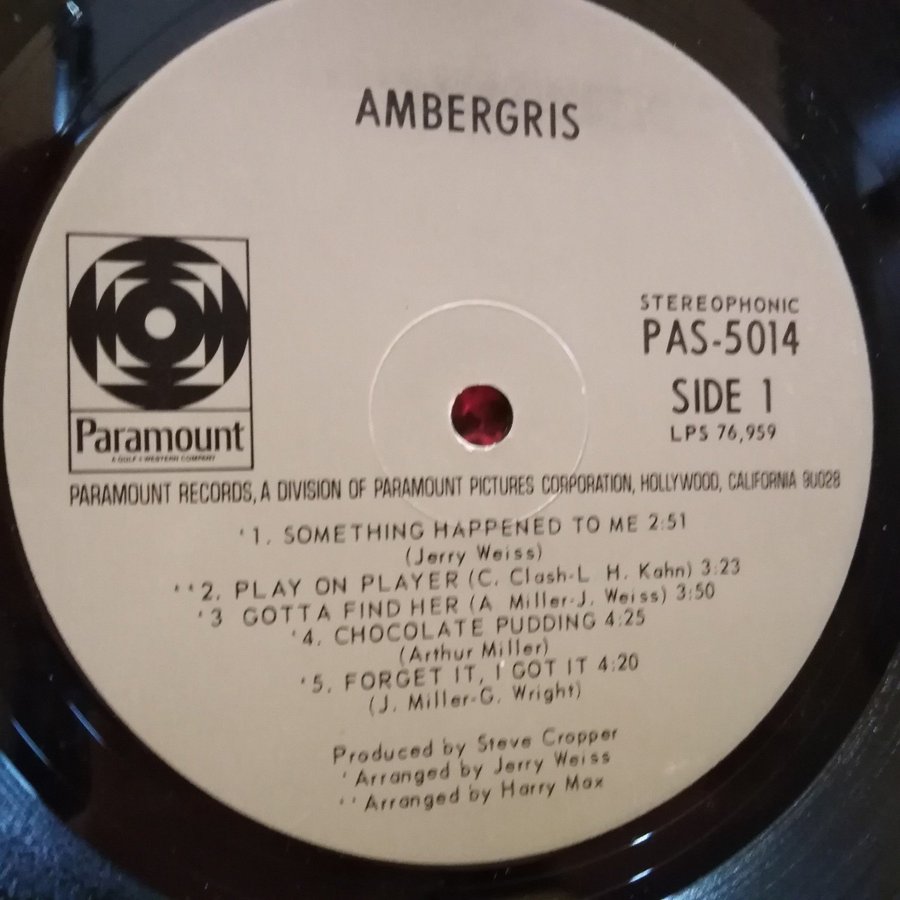 AMBERGRIS
Paramount
A GULF + WESTERN COMPANY
STEREOPHONIC
PAS-5014
SIDE 1
LPS 76,959
PARAMOUNT RECORDS, A DIVISION OF PARAMOUNT PICTURES CORPORATION, HOLLYWOOD, CALIFORNIA 90028
*1. SOMETHING HAPPENED TO ME 2:51
(Jerry Weiss)
**2. PLAY ON PLAYER (C. Clash-L H. Kahn) 3:23
*3 GOTTA FIND HER (A Miller-J. Weiss) 3:50
*4. CHOCOLATE PUDDING 4:25
(Arthur Miller)
*5. FORGET IT, I GOT IT 4:20
(J. Miller-G. Wright)
Produced by Steve Cropper
*Arranged by Jerry Weiss
**Arranged by Harry Max